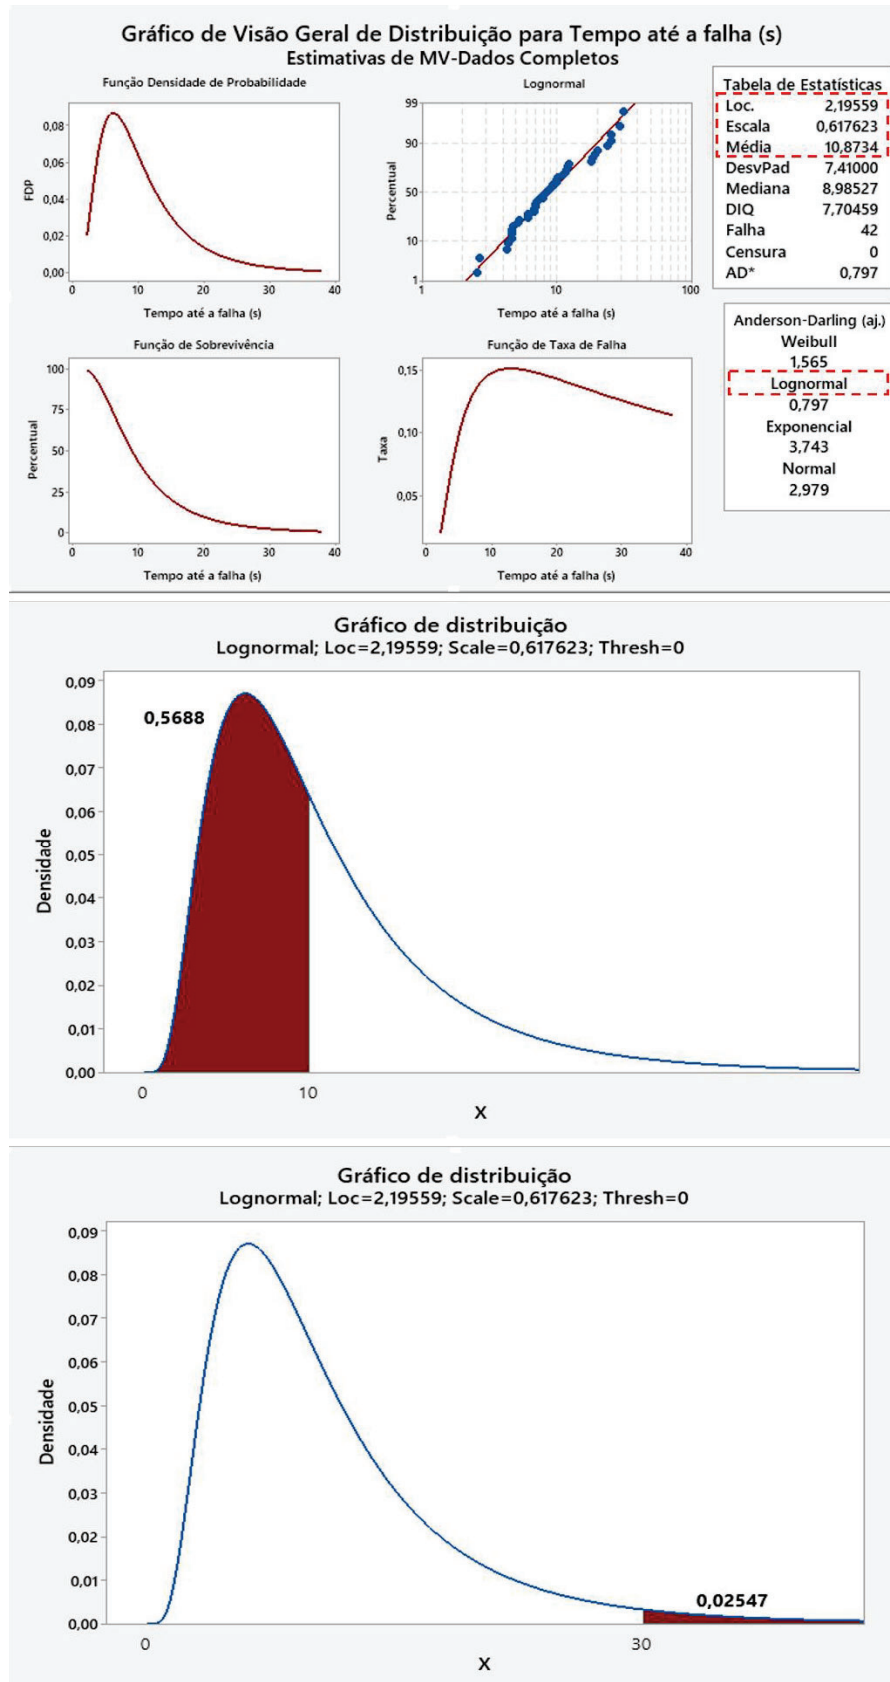 Gráfico de Visão Geral de Distribuição para Tempo até a falha (s)
Estimativas de MV-Dados Completos
Função Densidade de Probabilidade
0,08
0,06
0,04
0,02
0,00
FDP
0 10 20 30 40
Tempo até a falha (s)
Lognormal
99
90
50
10
1
Percentual
1 10 100
Tempo até a falha (s)
Tabela de Estatísticas
Loc. 2,19559
Escala 0,617623
Média 10,8734
DesvPad 7,41000
Mediana 8,98527
DIQ 7,70459
Falha 42
Censura 0
AD* 0,797
Função de Sobrevivência
100
75
50
25
0
Percentual
0 10 20 30 40
Tempo até a falha (s)
Função de Taxa de Falha
0,15
0,10
0,05
Taxa
0 10 20 30 40
Tempo até a falha (s)
Anderson-Darling (aj.)
Weibull
1,565
Lognormal
0,797
Exponencial
3,743
Normal
2,979
Gráfico de distribuição
Lognormal; Loc=2,19559; Scale=0,617623; Thresh=0
0,09
0,08
0,07
0,06
0,05
0,04
0,03
0,02
0,01
0,00
Densidade
0,5688
0 10
X
Gráfico de distribuição
Lognormal; Loc=2,19559; Scale=0,617623; Thresh=0
0,09
0,08
0,07
0,06
0,05
0,04
0,03
0,02
0,01
0,00
Densidade
0,02547
0 30
X